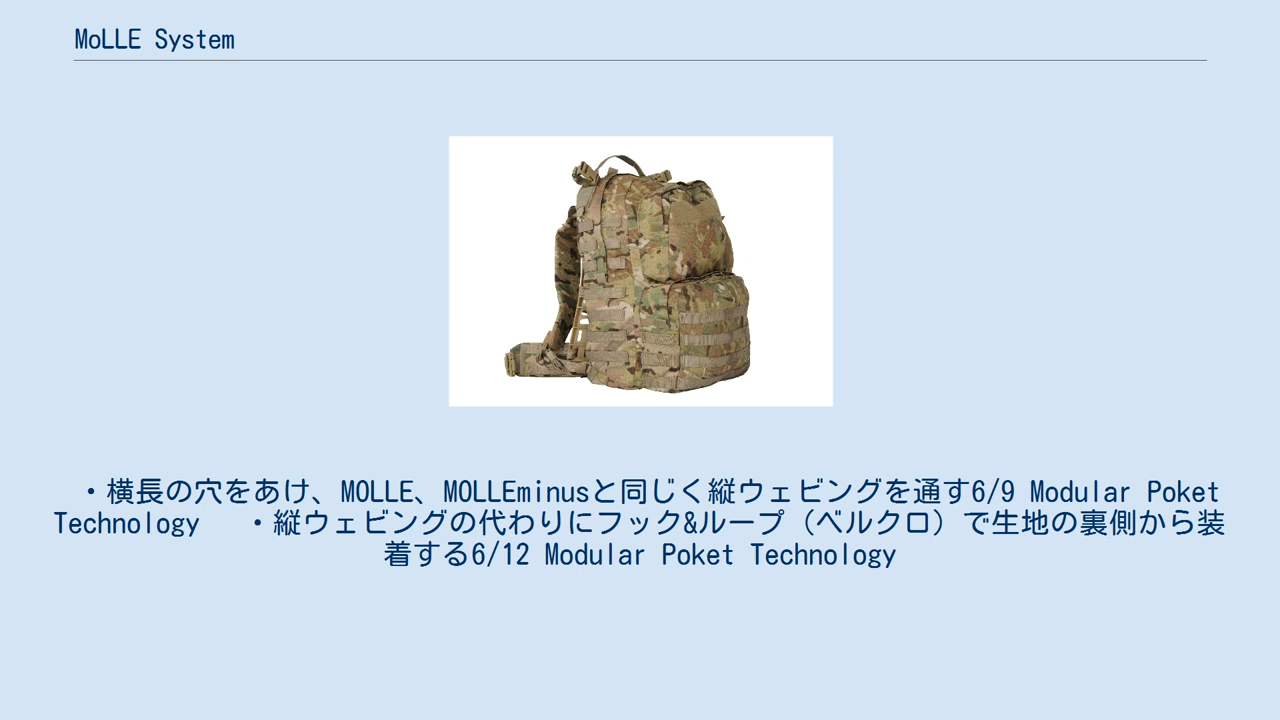 MoLLE System
・横長の穴をあけ、MOLLE、MOLLEminusと同じく縦ウェビングを通す6/9 Modular Poket
Technology　・縦ウェビングの代わりにフック&ループ（ベルクロ）で生地の裏側から装
着する6/12 Modular Poket Technology